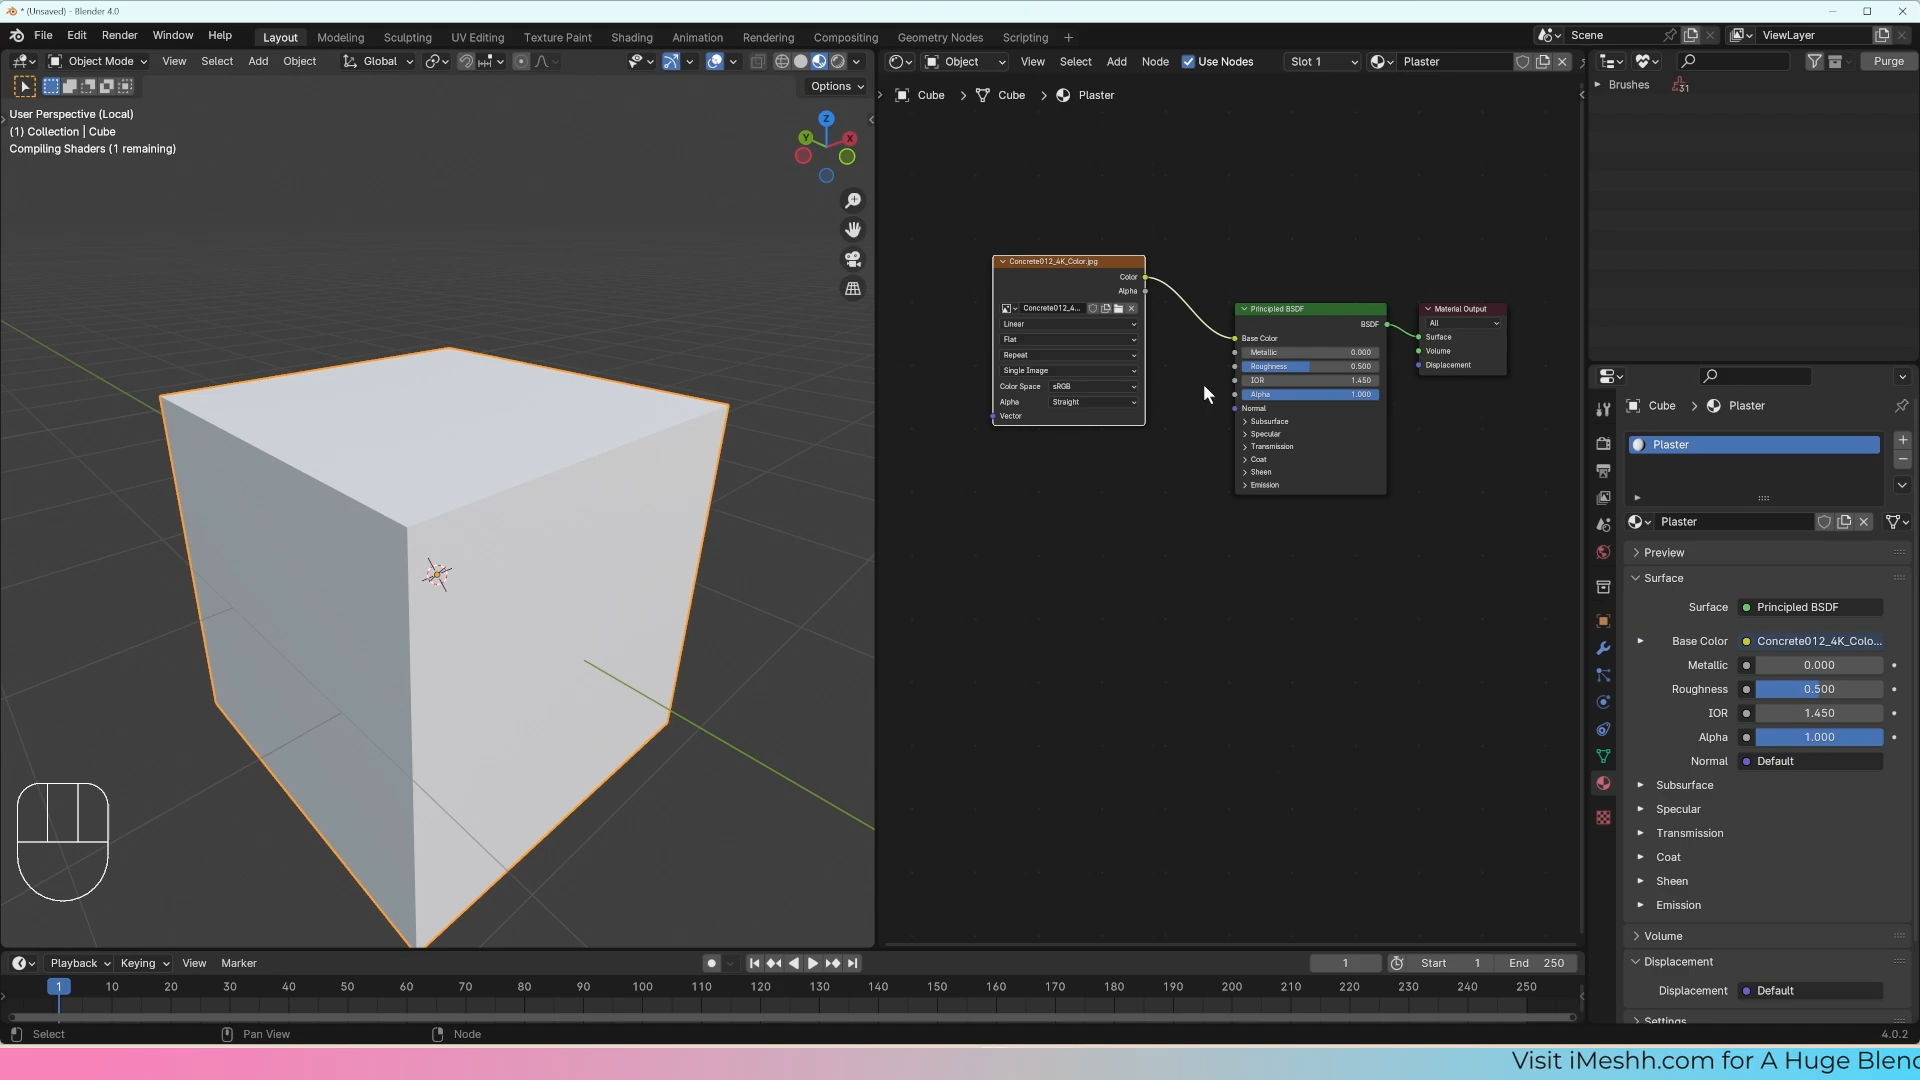 * (Unsaved) - Blender 4.0
File Edit Render Window Help Layout Modeling Sculpting UV Editing Texture Paint Shading Animation Rendering Compositing Geometry Nodes Scripting + Scene ViewLayer
Object Mode View Select Add Object Global
Object View Select Add Node Use Nodes Slot 1 Plaster
Purge
Options
Brushes 31
User Perspective (Local)
(1) Collection | Cube
Compiling Shaders (1 remaining)
Z
Y
X
Cube > Cube > Plaster
Concrete012_4K_Color.jpg
Color
Alpha
Concrete012_4...
Linear
Flat
Repeat
Single Image
Color Space sRGB
Alpha Straight
Vector
Principled BSDF
BSDF
Base Color
Metallic 0.000
Roughness 0.500
IOR 1.450
Alpha 1.000
Normal
Subsurface
Specular
Transmission
Coat
Sheen
Emission
Material Output
All
Surface
Volume
Displacement
Cube > Plaster
Plaster
Plaster
Preview
Surface
Surface Principled BSDF
Base Color Concrete012_4K_Colo...
Metallic 0.000
Roughness 0.500
IOR 1.450
Alpha 1.000
Normal Default
Subsurface
Specular
Transmission
Coat
Sheen
Emission
Volume
Displacement
Displacement Default
Settings
Playback Keying View Marker 1 Start 1 End 250
1 10 20 30 40 50 60 70 80 90 100 110 120 130 140 150 160 170 180 190 200 210 220 230 240 250
Select Pan View Node 4.0.2
Visit iMeshh.com for A Huge Blenc